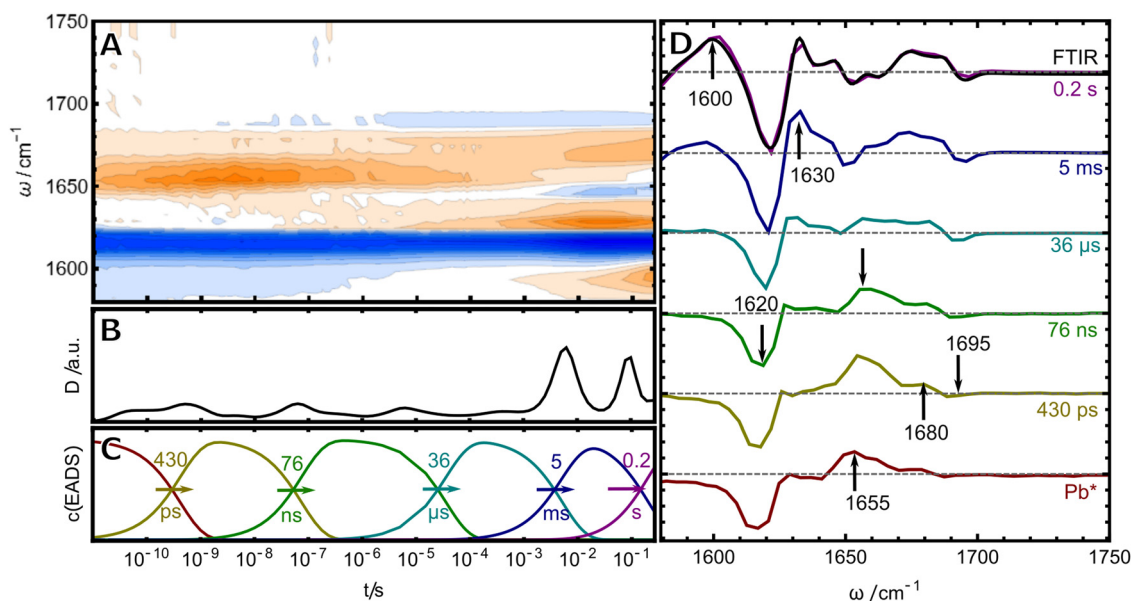 A
1750
1700
1650
1600
ω / cm⁻¹
B
D /a.u.
C
c(EADS)
430
ps
76
ns
36
µs
5
ms
0.2
s
10⁻¹⁰
10⁻⁹
10⁻⁸
10⁻⁷
10⁻⁶
10⁻⁵
10⁻⁴
10⁻³
10⁻²
10⁻¹
t/s
D
FTIR
0.2 s
1600
5 ms
1630
36 µs
1620
76 ns
1695
430 ps
1680
Pb*
1655
1600
1650
1700
1750
ω /cm⁻¹